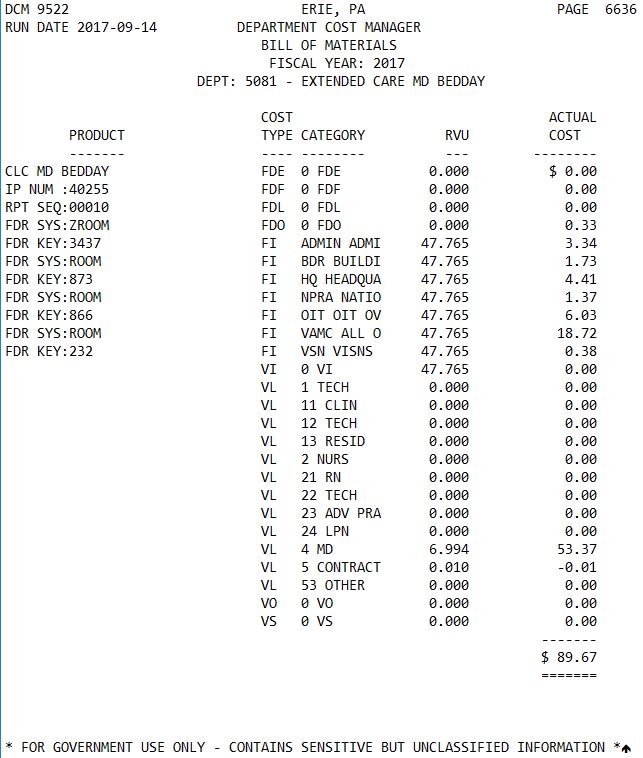 DCM 9522 ERIE, PA PAGE 6636
RUN DATE 2017-09-14 DEPARTMENT COST MANAGER
BILL OF MATERIALS
FISCAL YEAR: 2017
DEPT: 5081 - EXTENDED CARE MD BEDDAY
COST ACTUAL
PRODUCT TYPE CATEGORY RVU COST
------- ---- -------- --- --------
CLC MD BEDDAY FDE 0 FDE 0.000 $ 0.00
IP NUM :40255 FDF 0 FDF 0.000 0.00
RPT SEQ:00010 FDL 0 FDL 0.000 0.00
FDR SYS:ZROOM FDO 0 FDO 0.000 0.33
FDR KEY:3437 FI ADMIN ADMI 47.765 3.34
FDR SYS:ROOM FI BDR BUILDI 47.765 1.73
FDR KEY:873 FI HQ HEADQUA 47.765 4.41
FDR SYS:ROOM FI NPRA NATIO 47.765 1.37
FDR KEY:866 FI OIT OIT OV 47.765 6.03
FDR SYS:ROOM FI VAMC ALL O 47.765 18.72
FDR KEY:232 FI VSN VISNS 47.765 0.38
VI 0 VI 47.765 0.00
VL 1 TECH 0.000 0.00
VL 11 CLIN 0.000 0.00
VL 12 TECH 0.000 0.00
VL 13 RESID 0.000 0.00
VL 2 NURS 0.000 0.00
VL 21 RN 0.000 0.00
VL 22 TECH 0.000 0.00
VL 23 ADV PRA 0.000 0.00
VL 24 LPN 0.000 0.00
VL 4 MD 6.994 53.37
VL 5 CONTRACT 0.010 -0.01
VL 53 OTHER 0.000 0.00
VO 0 VO 0.000 0.00
VS 0 VS 0.000 0.00
-------
$ 89.67
=======
* FOR GOVERNMENT USE ONLY - CONTAINS SENSITIVE BUT UNCLASSIFIED INFORMATION *